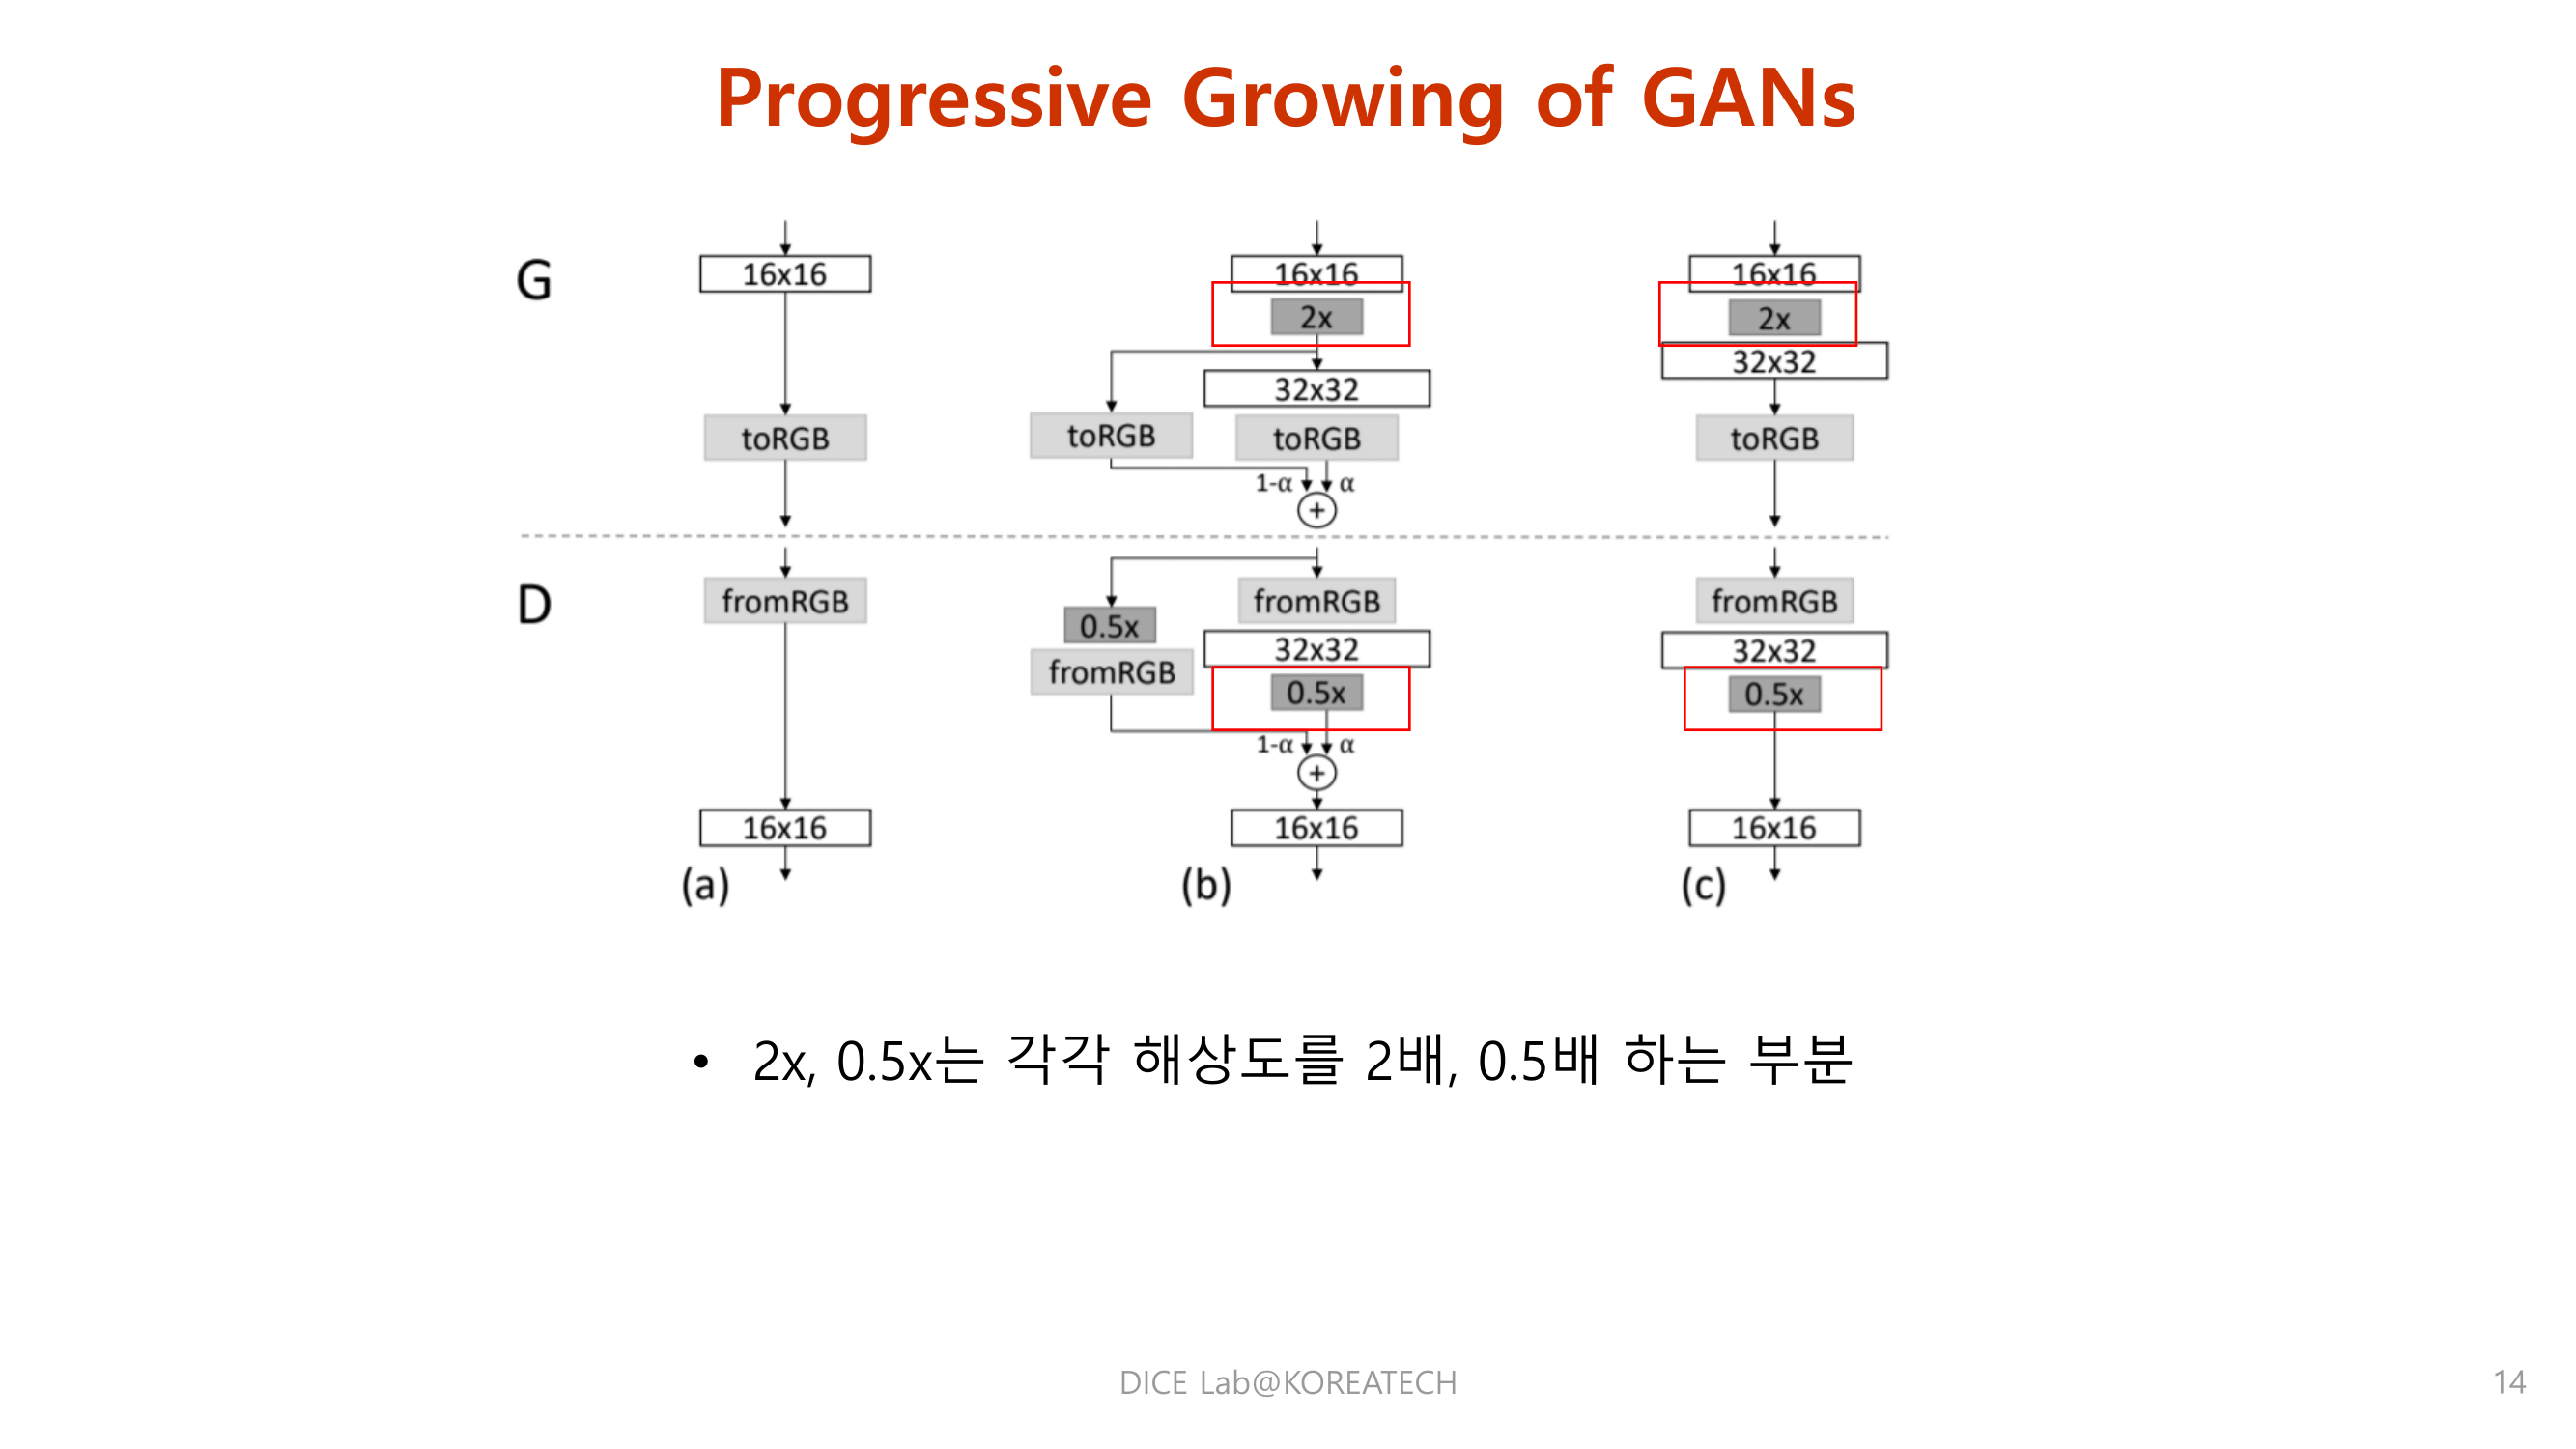 Progressive Growing of GANs
G
16x16
toRGB
16x16
2x
32x32
toRGB
toRGB
1-α
α
+
16x16
2x
32x32
toRGB
D
fromRGB
16x16
(a)
0.5x
fromRGB
fromRGB
32x32
0.5x
1-α
α
+
16x16
(b)
fromRGB
32x32
0.5x
16x16
(c)
• 2x, 0.5x는 각각 해상도를 2배, 0.5배 하는 부분
DICE Lab@KOREATECH
14